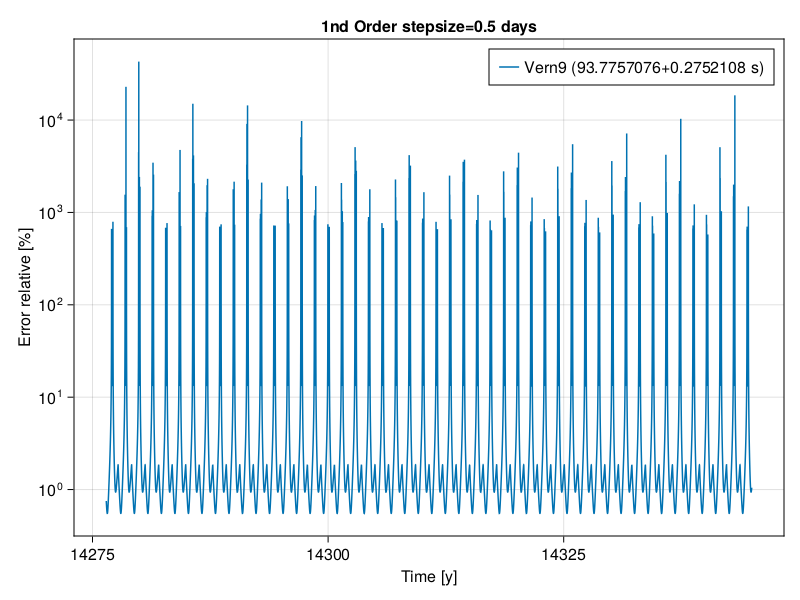 1nd Order stepsize=0.5 days
Vern9 (93.7757076+0.2752108 s)
Error relative [%]
10⁴
10³
10²
10¹
10⁰
14275
14300
14325
Time [y]